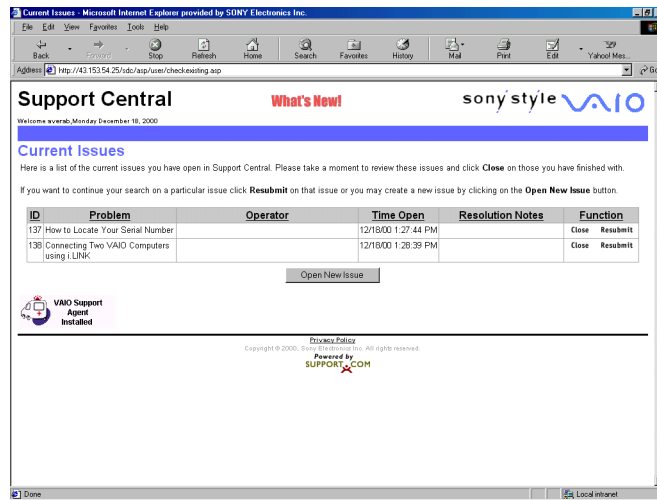 Current Issues - Microsoft Internet Explorer provided by SONY Electronics Inc.
File Edit View Favorites Tools Help
Back Forward Stop Refresh Home Search Favorites History Mail Print Edit Yahoo! Mes...
Address http://43.153.54.25/sdc/asp/user/checkexisting.asp Go
Support Central What's New! sony style VAIO
Welcome averab,Monday December 18, 2000
Current Issues
Here is a list of the current issues you have open in Support Central. Please take a moment to review these issues and click Close on those you have finished with.
If you want to continue your search on a particular issue click Resubmit on that issue or you may create a new issue by clicking on the Open New Issue button.
ID Problem Operator Time Open Resolution Notes Function
137 How to Locate Your Serial Number 12/18/00 1:27:44 PM Close Resubmit
138 Connecting Two VAIO Computers 12/18/00 1:28:39 PM Close Resubmit
using i.LINK
Open New Issue
VAIO Support
Agent
Installed
Privacy Policy
Copyright © 2000, Sony Electronics Inc. All rights reserved.
Powered by
SUPPORT.COM
Done Local intranet